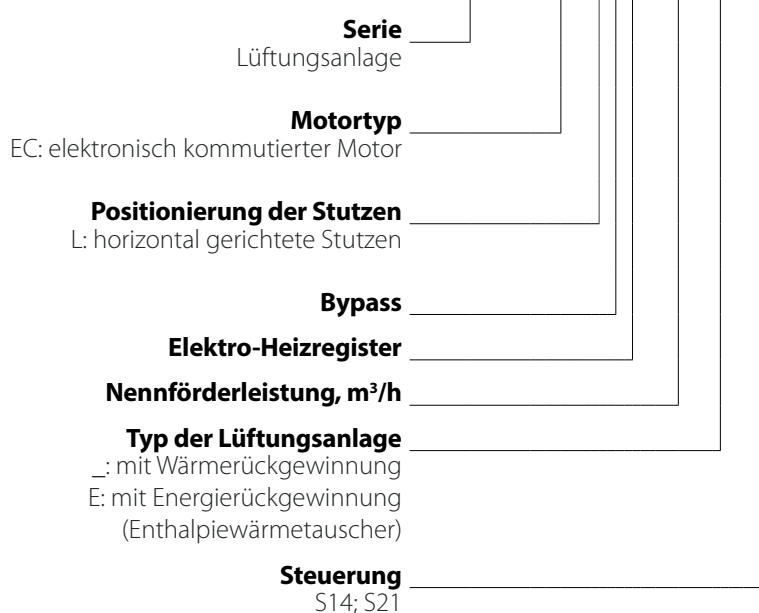 Serie
Lüftungsanlage
Motortyp
EC: elektronisch kommutierter Motor
Positionierung der Stutzen
L: horizontal gerichtete Stutzen
Bypass
Elektro-Heizregister
Nennförderleistung, m³/h
Typ der Lüftungsanlage
_: mit Wärmerückgewinnung
E: mit Energierückgewinnung
(Enthalpiewärmetauscher)
Steuerung
S14; S21